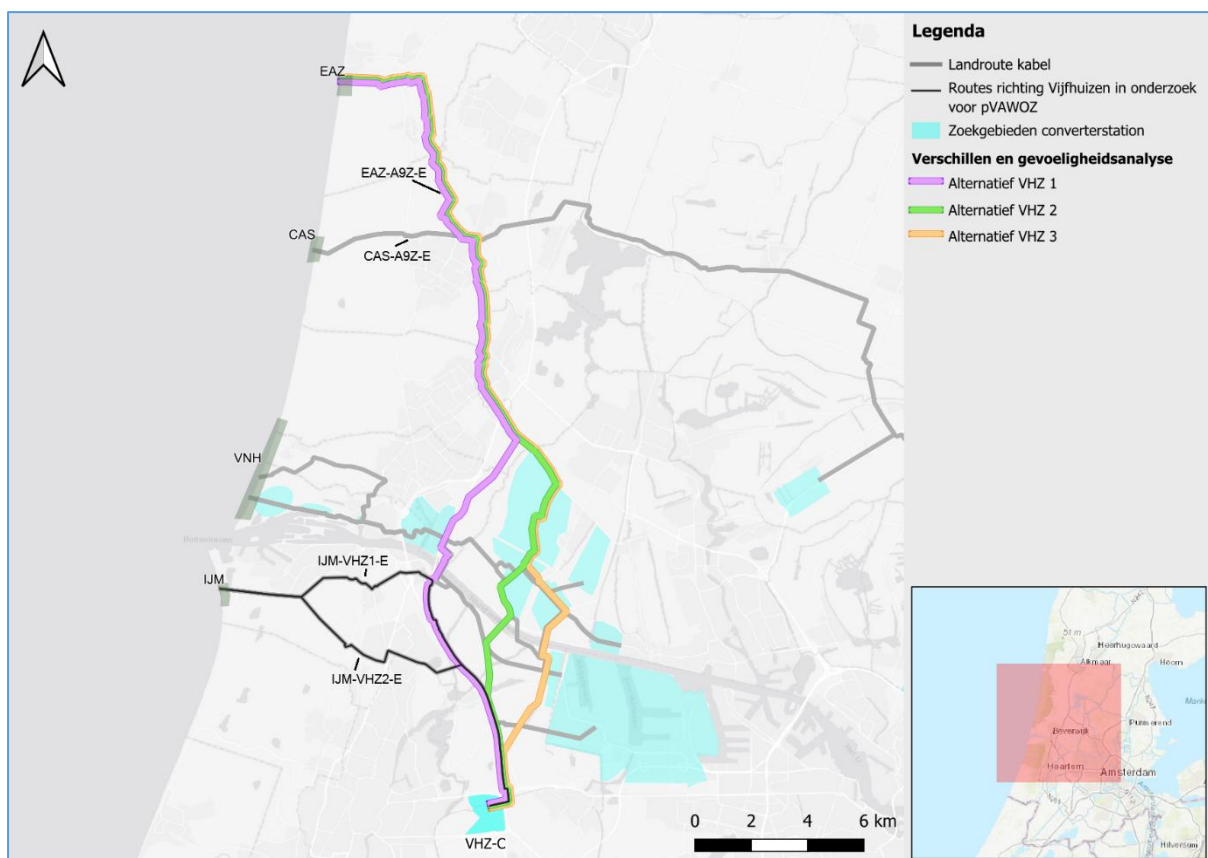 Legenda
Landroute kabel
Routes richting Vijfhuizen in onderzoek
voor pVAWOZ
Zoekgebieden converterstation
Verschillen en gevoeligheidsanalyse
Alternatief VHZ 1
Alternatief VHZ 2
Alternatief VHZ 3
EAZ
EAZ-A9Z-E
CAS
CAS-A9Z-E
VNH
IJM
IJM-VHZ1-E
IJM-VHZ2-E
VHZ-C
0 2 4 6 km
51 m
Heerhugowaard
Alkmaar
Hoorn
Purmerend
Beverwijk
Haarlem
Amsterdam
Hilversum